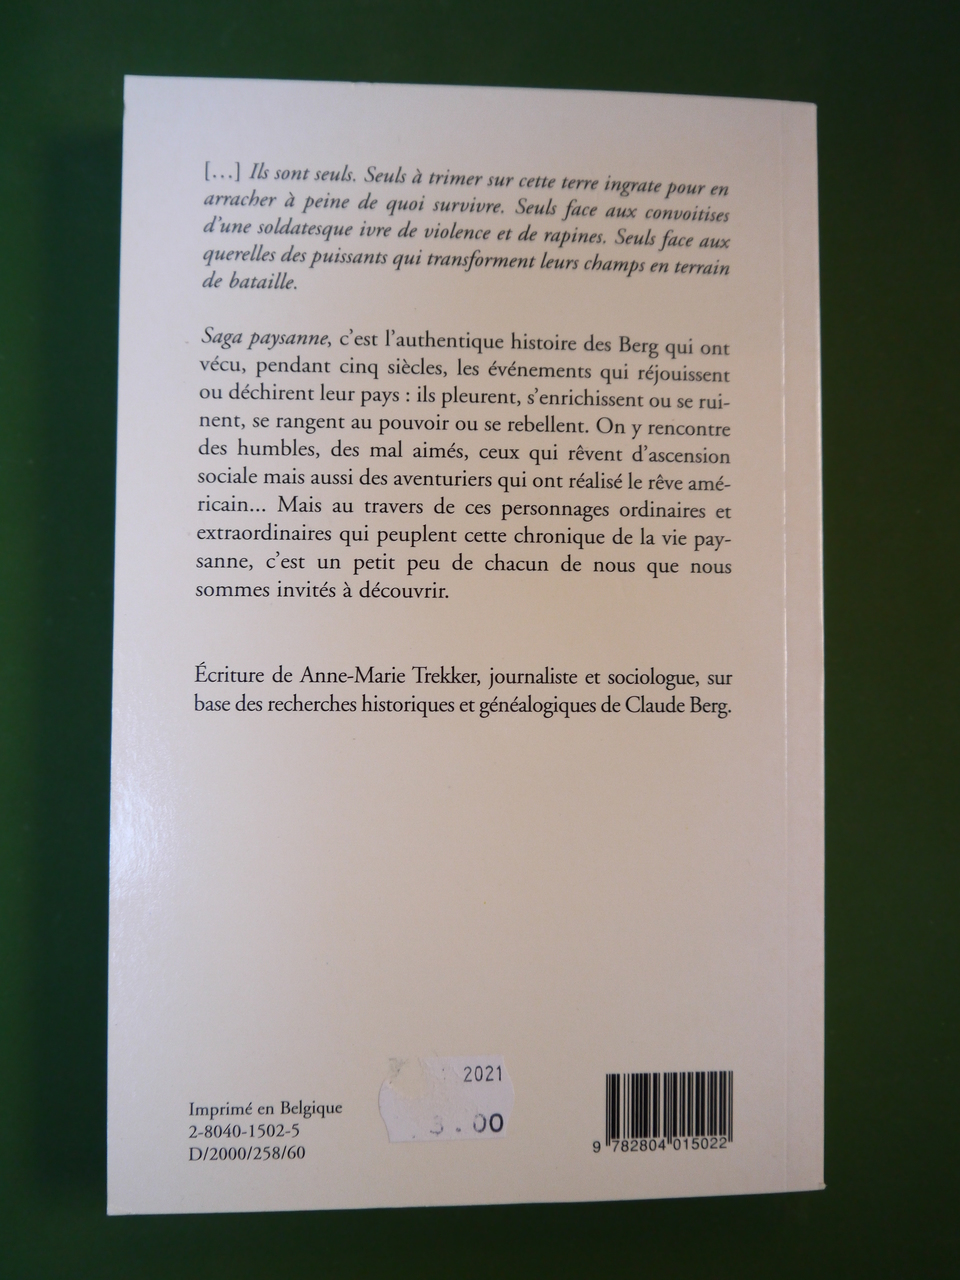 [...] Ils sont seuls. Seuls à trimer sur cette terre ingrate pour en
arracher à peine de quoi survivre. Seuls face aux convoitises
d'une soldatesque ivre de violence et de rapines. Seuls face aux
querelles des puissants qui transforment leurs champs en terrain
de bataille.
Saga paysanne, c'est l'authentique histoire des Berg qui ont
vécu, pendant cinq siècles, les événements qui réjouissent
ou déchirent leur pays : ils pleurent, s'enrichissent ou se rui-
nent, se rangent au pouvoir ou se rebellent. On y rencontre
des humbles, des mal aimés, ceux qui rêvent d'ascension
sociale mais aussi des aventuriers qui ont réalisé le rêve amé-
ricain... Mais au travers de ces personnages ordinaires et
extraordinaires qui peuplent cette chronique de la vie pay-
sanne, c'est un petit peu de chacun de nous que nous
sommes invités à découvrir.
Écriture de Anne-Marie Trekker, journaliste et sociologue, sur
base des recherches historiques et généalogiques de Claude Berg.
Imprimé en Belgique
2-8040-1502-5
D/2000/258/60
2021
.00
9 782804 015022